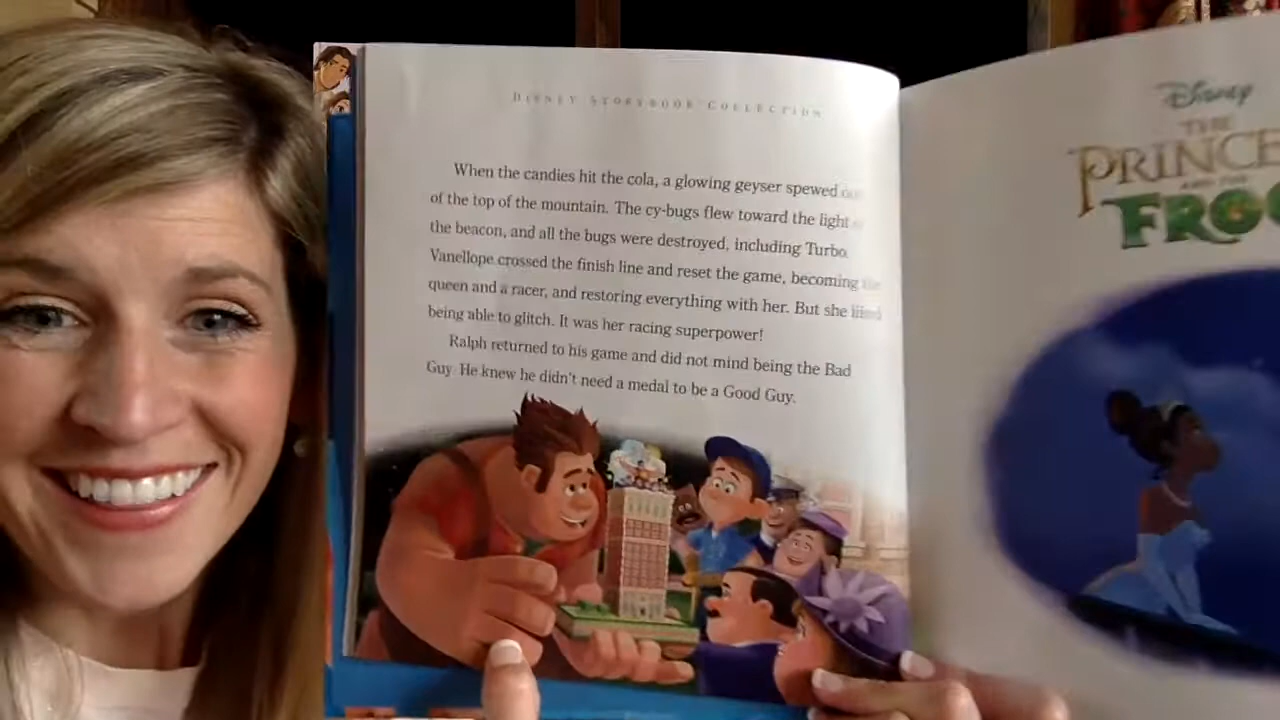 DISNEY STORYBOOK COLLECTION
When the candies hit the cola, a glowing geyser spewed
of the top of the mountain. The cy-bugs flew toward the light
the beacon, and all the bugs were destroyed, including Turbo.
Vanellope crossed the finish line and reset the game, becoming
queen and a racer, and restoring everything with her. But she
being able to glitch. It was her racing superpower!
Ralph returned to his game and did not mind being the Bad
Guy. He knew he didn't need a medal to be a Good Guy.
Disney
THE
PRINCE
AND THE
FROG